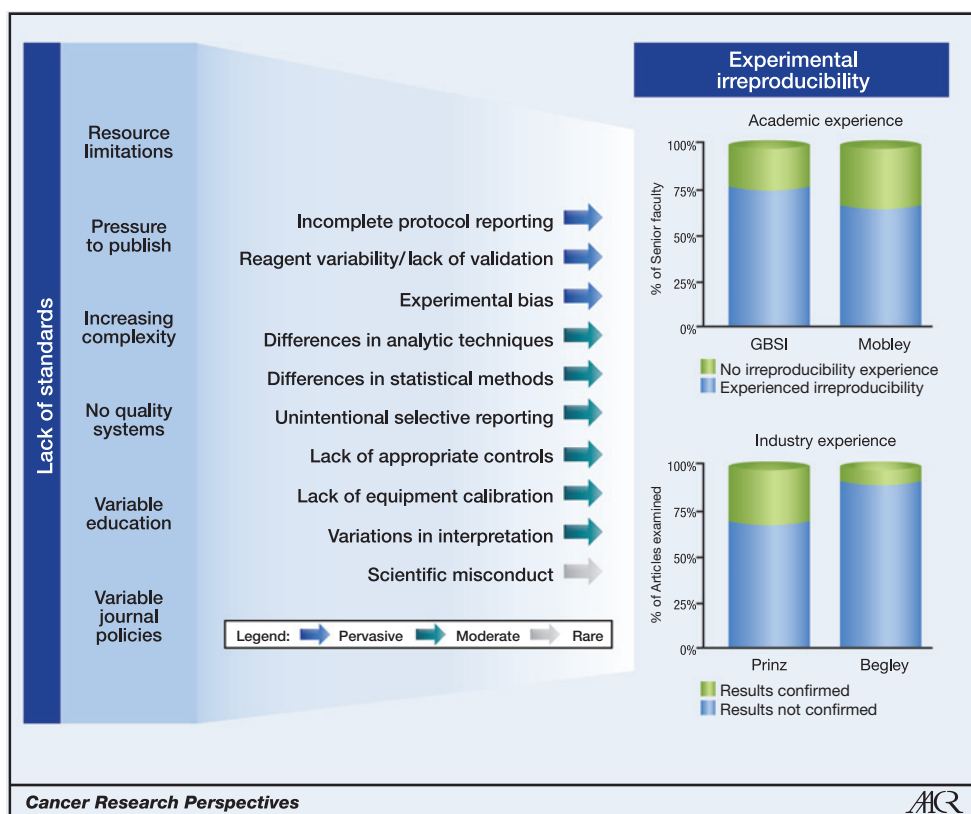 Lack of standards
Resource
limitations
Pressure
to publish
Increasing
complexity
No quality
systems
Variable
education
Variable
journal
policies
Incomplete protocol reporting
Reagent variability/lack of validation
Experimental bias
Differences in analytic techniques
Differences in statistical methods
Unintentional selective reporting
Lack of appropriate controls
Lack of equipment calibration
Variations in interpretation
Scientific misconduct
Legend: Pervasive Moderate Rare
Experimental
irreproducibility
Academic experience
% of Senior faculty
100%
75%
50%
25%
0%
GBSI Mobley
No irreproducibility experience
Experienced irreproducibility
Industry experience
% of Articles examined
100%
75%
50%
25%
0%
Prinz Begley
Results confirmed
Results not confirmed
Cancer Research Perspectives
AACR